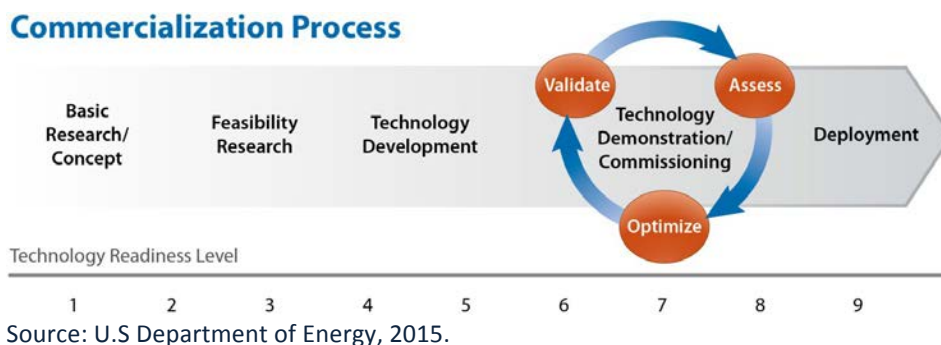 Commercialization Process
Basic
Research/
Concept
Feasibility
Research
Technology
Development
Validate
Assess
Technology
Demonstration/
Commissioning
Optimize
Deployment
Technology Readiness Level
1 2 3 4 5 6 7 8 9
Source: U.S Department of Energy, 2015.